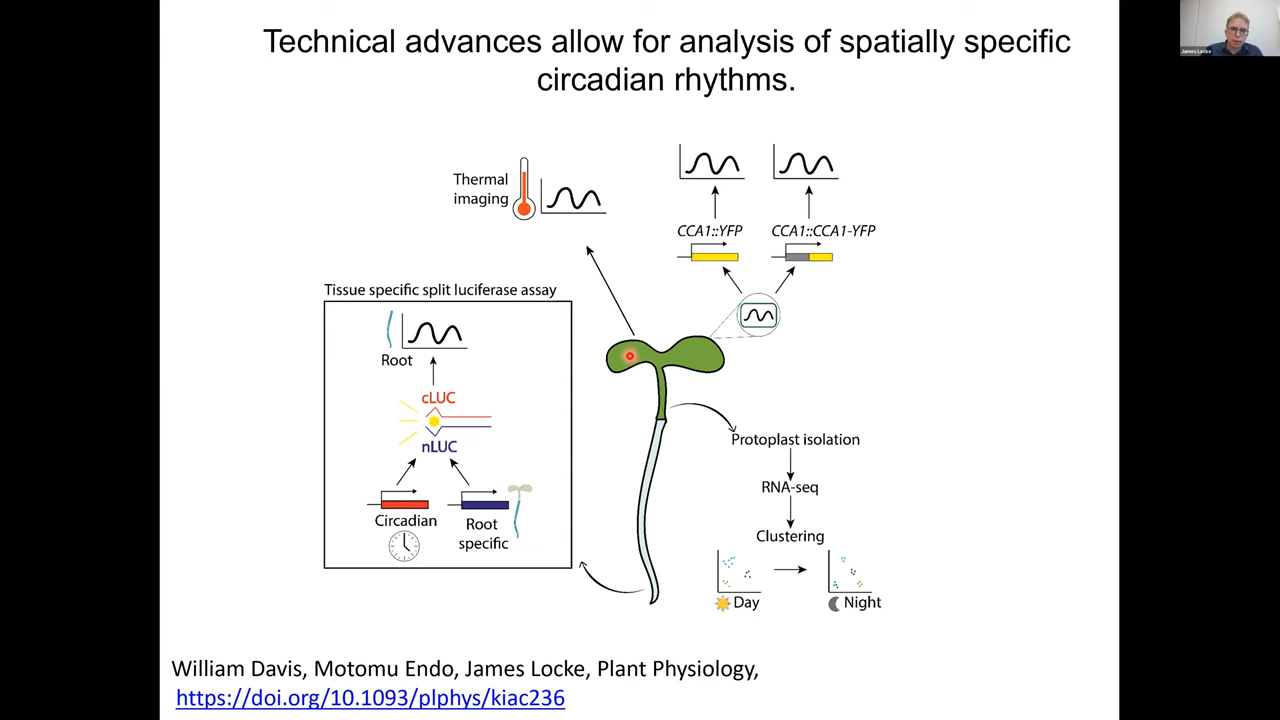 Technical advances allow for analysis of spatially specific
circadian rhythms.
James Locke
Thermal
imaging
CCA1::YFP
CCA1::CCA1-YFP
Tissue specific split luciferase assay
Root
cLUC
nLUC
Circadian
Root
specific
Protoplast isolation
RNA-seq
Clustering
Day
Night
William Davis, Motomu Endo, James Locke, Plant Physiology,
https://doi.org/10.1093/plphys/kiac236